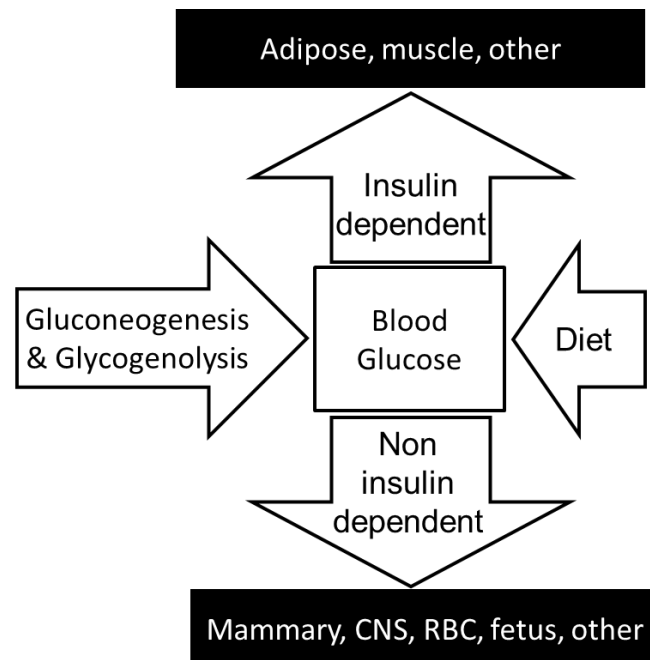 Adipose, muscle, other
Insulin
dependent
Gluconeogenesis
& Glycogenolysis
Blood
Glucose
Diet
Non
insulin
dependent
Mammary, CNS, RBC, fetus, other